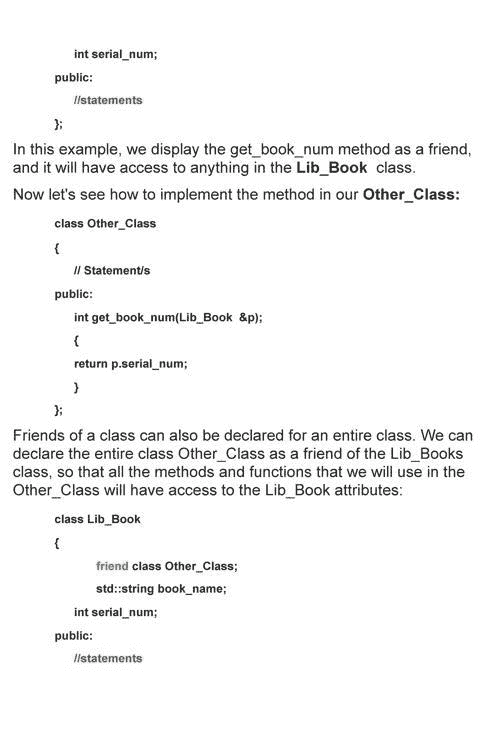 int serial_num;
public:
//statements
};
In this example, we display the get_book_num method as a friend,
and it will have access to anything in the Lib_Book class.
Now let's see how to implement the method in our Other_Class:
class Other_Class
{
// Statement/s
public:
int get_book_num(Lib_Book &p);
{
return p.serial_num;
}
};
Friends of a class can also be declared for an entire class. We can
declare the entire class Other_Class as a friend of the Lib_Books
class, so that all the methods and functions that we will use in the
Other_Class will have access to the Lib_Book attributes:
class Lib_Book
{
friend class Other_Class;
std::string book_name;
int serial_num;
public:
//statements